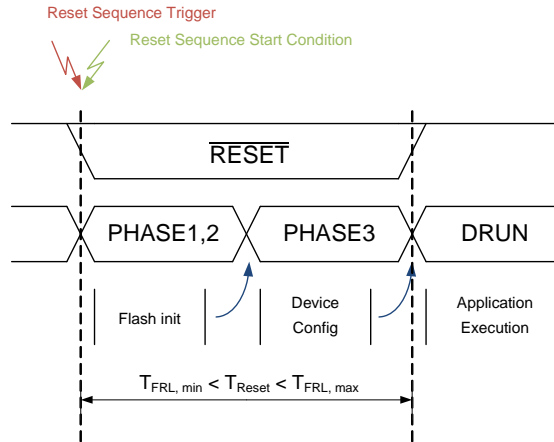 Reset Sequence Trigger
Reset Sequence Start Condition
RESET
PHASE1,2
PHASE3
DRUN
Flash init
Device
Config
Application
Execution
TFRL, min < TReset < TFRL, max